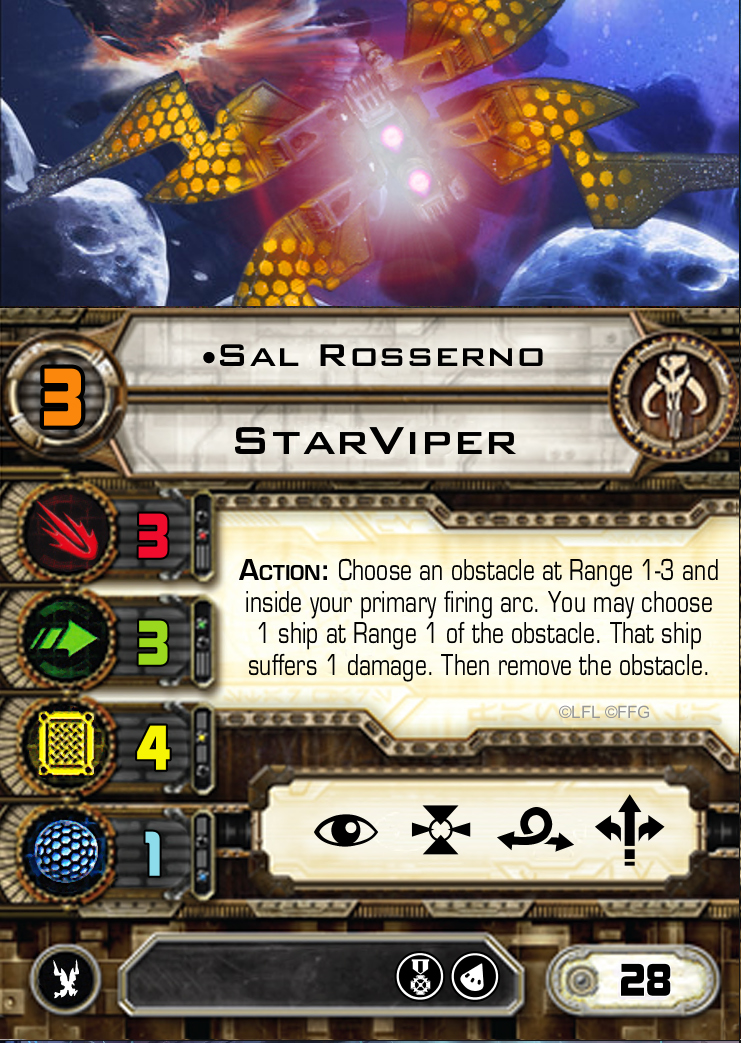 •Sal Rosserno
3
StarViper
3
Action: Choose an obstacle at Range 1-3 and
inside your primary firing arc. You may choose
1 ship at Range 1 of the obstacle. That ship
suffers 1 damage. Then remove the obstacle.
3
©LFL ©FFG
4
1
28